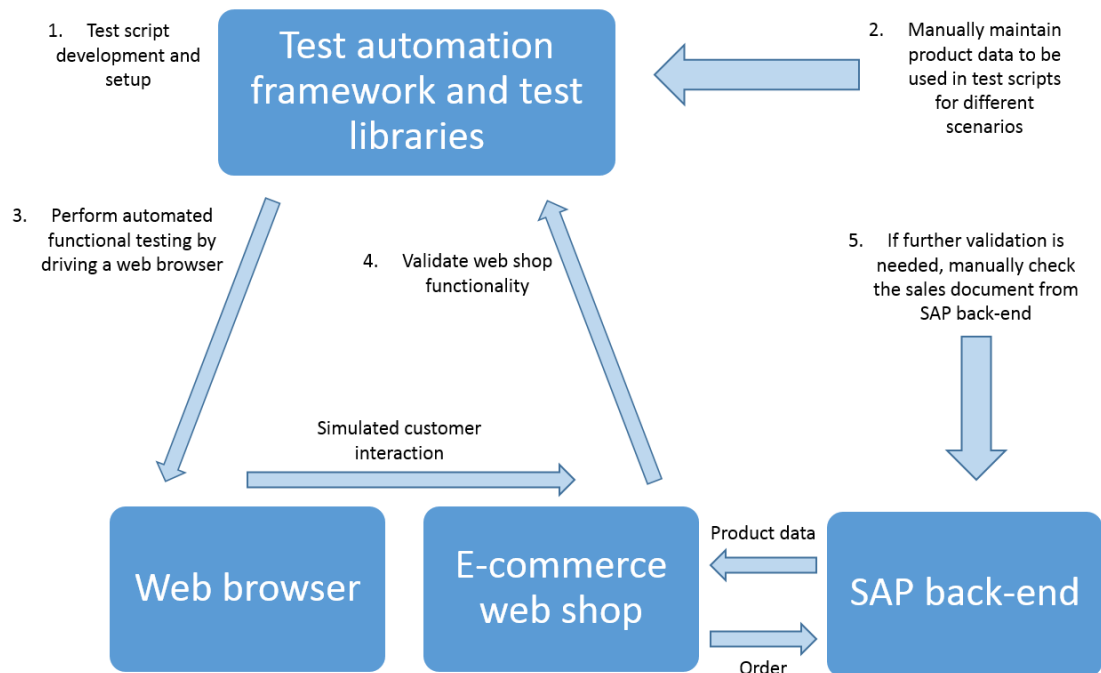 1. Test script
development and
setup
Test automation
framework and test
libraries
2. Manually maintain
product data to be
used in test scripts
for different
scenarios
3. Perform automated
functional testing by
driving a web browser
4. Validate web shop
functionality
5. If further validation is
needed, manually check
the sales document from
SAP back-end
Simulated customer
interaction
Web browser
E-commerce
web shop
Product data
Order
SAP back-end